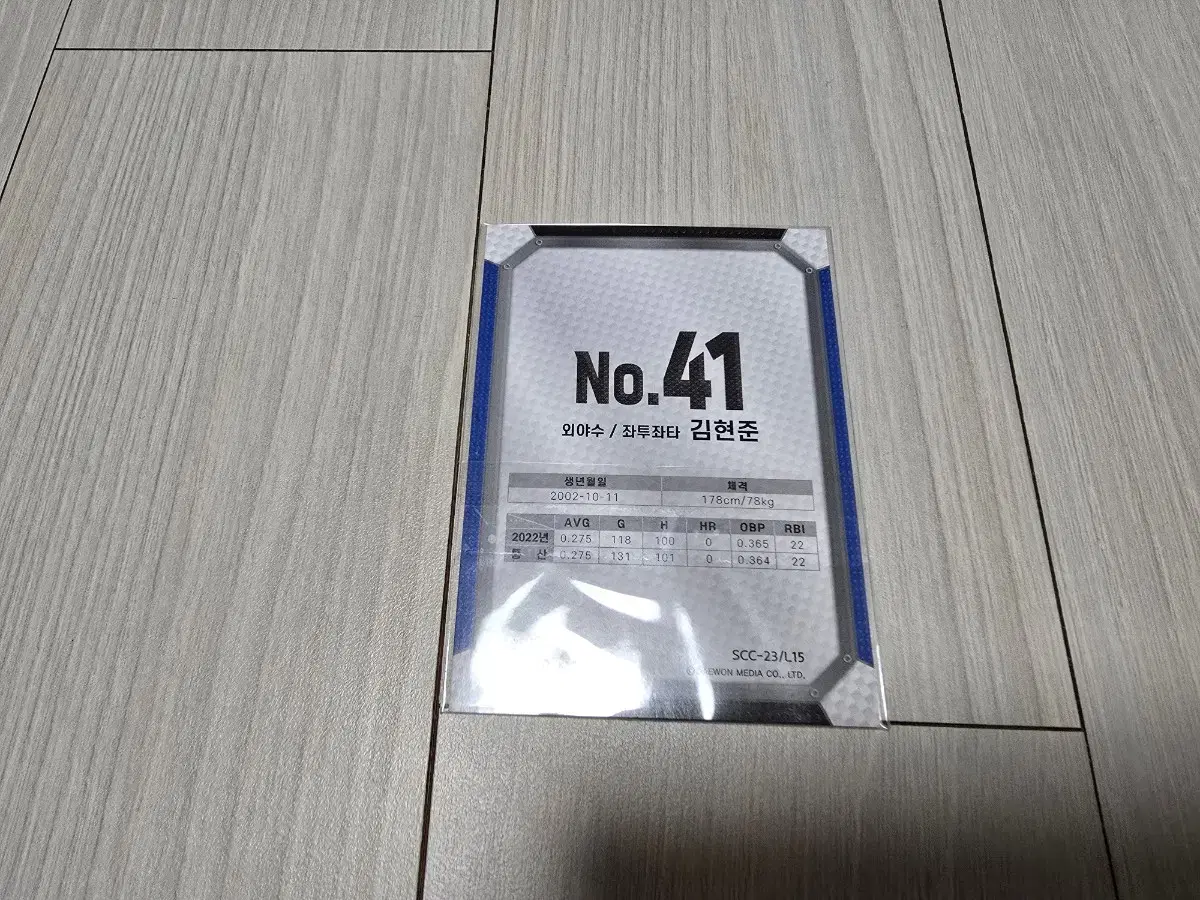 No.41
외야수 / 좌투좌타 김현준
생년월일 체격
2002-10-11 178cm/78kg
AVG G H HR OBP RBI
2022년 0.275 118 100 0 0.365 22
통 산 0.275 131 101 0 0.364 22
SCC-23/L15
MEDIA CO., LTD.